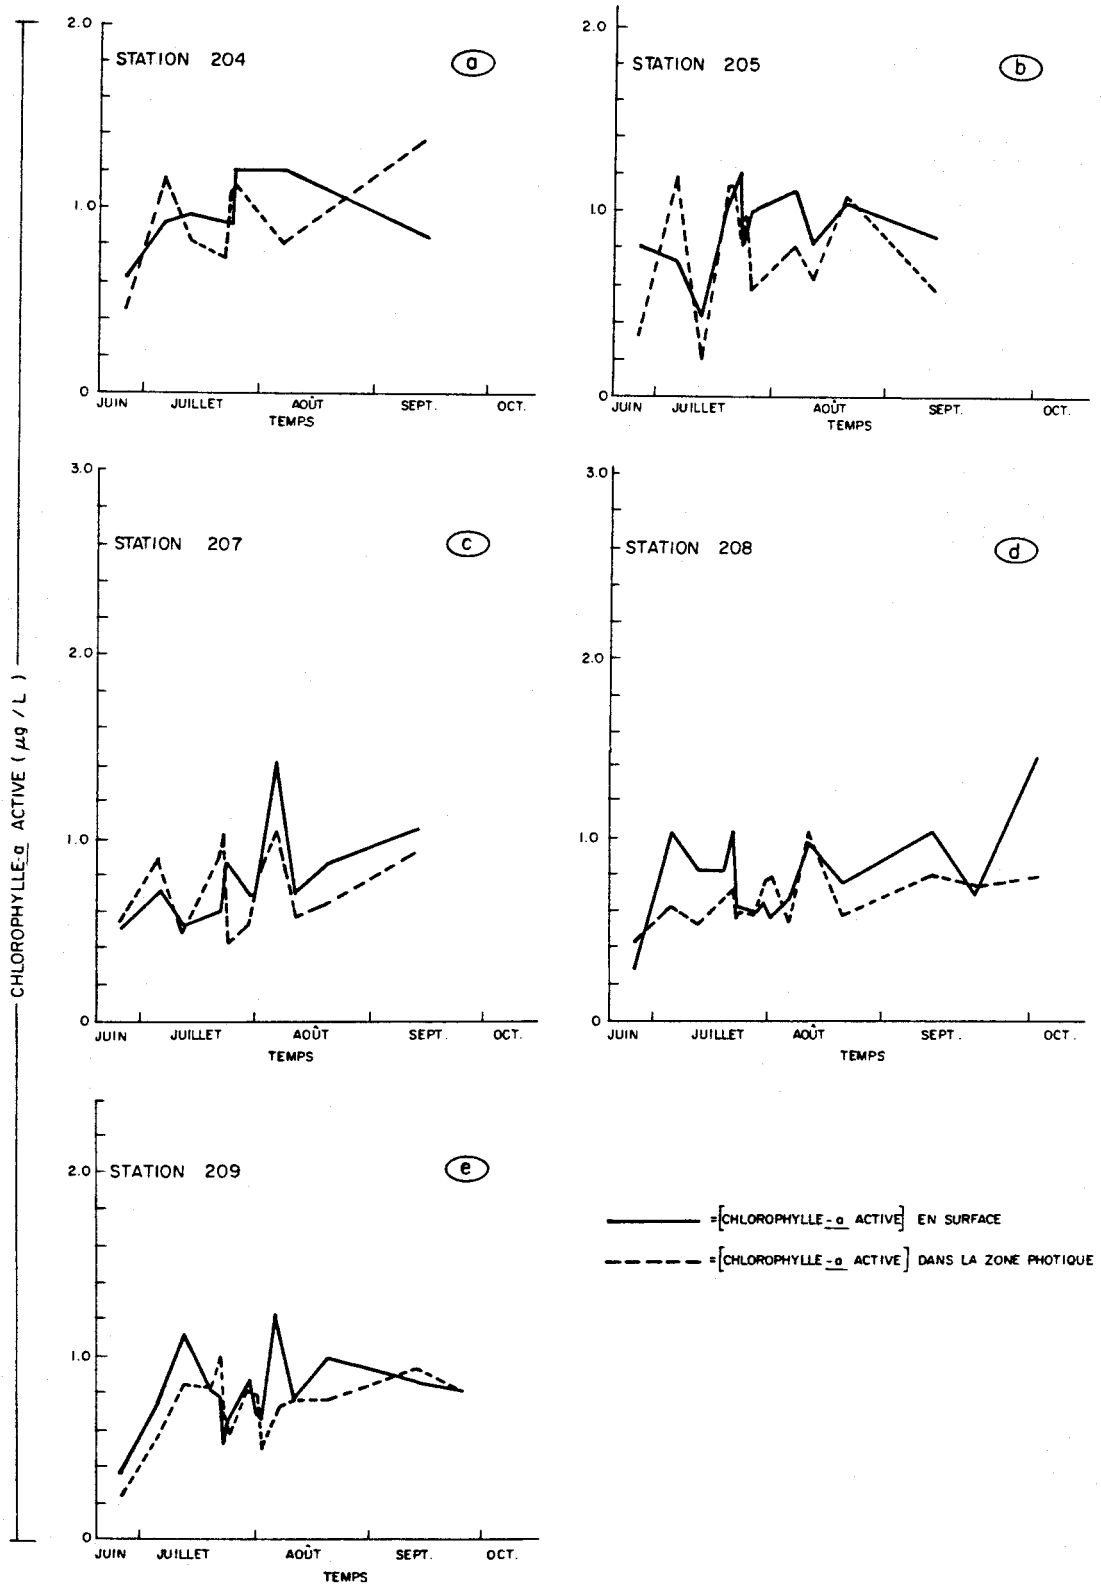 CHLOROPHYLLE-a ACTIVE (µg / L)
2.0
STATION 204
a
1.0
0
JUIN JUILLET AOÛT SEPT. OCT.
TEMPS
2.0
STATION 205
b
1.0
0
JUIN JUILLET AOÛT SEPT. OCT.
TEMPS
3.0
STATION 207
c
2.0
1.0
0
JUIN JUILLET AOÛT SEPT. OCT.
TEMPS
3.0
STATION 208
d
2.0
1.0
0
JUIN JUILLET AOÛT SEPT. OCT.
TEMPS
2.0
STATION 209
e
1.0
0
JUIN JUILLET AOÛT SEPT. OCT.
TEMPS
=[CHLOROPHYLLE-a ACTIVE] EN SURFACE
=[CHLOROPHYLLE-a ACTIVE] DANS LA ZONE PHOTIQUE